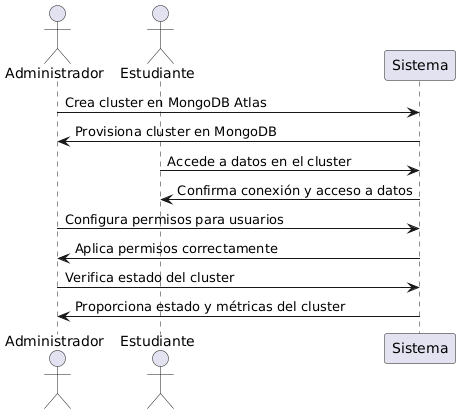 Administrador
Estudiante
Sistema
Crea cluster en MongoDB Atlas
Provisiona cluster en MongoDB
Accede a datos en el cluster
Confirma conexión y acceso a datos
Configura permisos para usuarios
Aplica permisos correctamente
Verifica estado del cluster
Proporciona estado y métricas del cluster
Administrador
Estudiante
Sistema